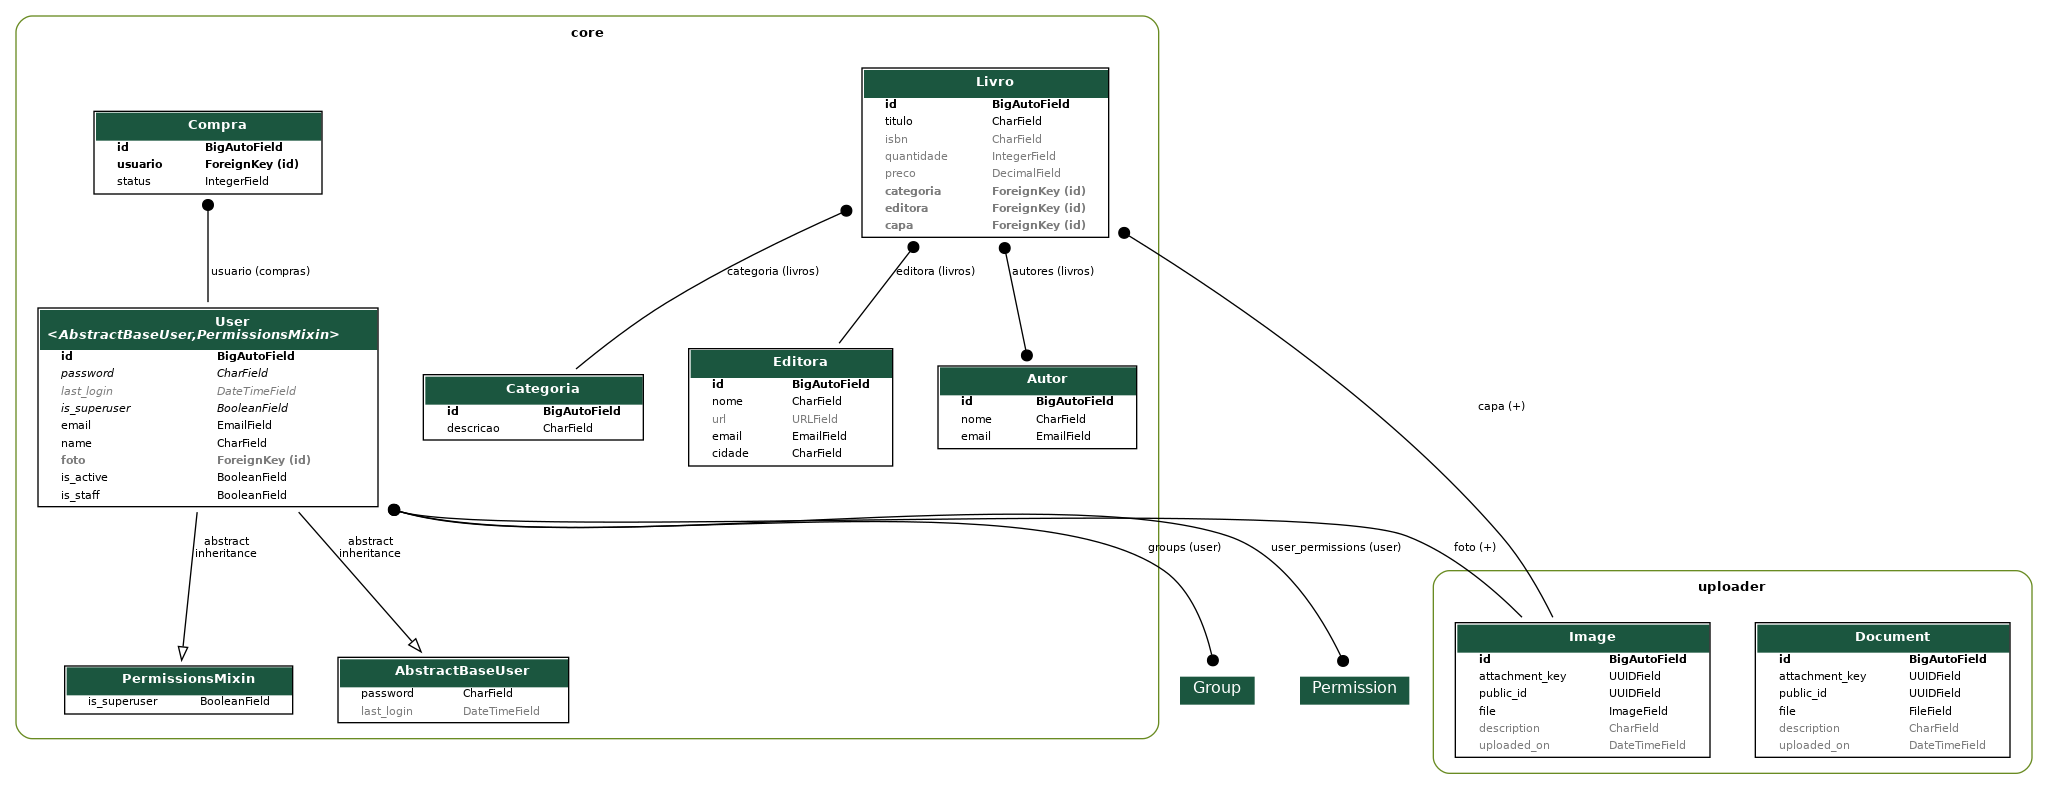 core
Livro
id BigAutoField
titulo CharField
isbn CharField
quantidade IntegerField
preco DecimalField
categoria ForeignKey (id)
editora ForeignKey (id)
capa ForeignKey (id)
Compra
id BigAutoField
usuario ForeignKey (id)
status IntegerField
usuario (compras)
categoria (livros)
editora (livros)
autores (livros)
capa (+)
User
<AbstractBaseUser,PermissionsMixin>
id BigAutoField
password CharField
last_login DateTimeField
is_superuser BooleanField
email EmailField
name CharField
foto ForeignKey (id)
is_active BooleanField
is_staff BooleanField
Categoria
id BigAutoField
descricao CharField
Editora
id BigAutoField
nome CharField
url URLField
email EmailField
cidade CharField
Autor
id BigAutoField
nome CharField
email EmailField
abstract
inheritance
abstract
inheritance
groups (user)
user_permissions (user)
foto (+)
PermissionsMixin
is_superuser BooleanField
AbstractBaseUser
password CharField
last_login DateTimeField
Group
Permission
uploader
Image
id BigAutoField
attachment_key UUIDField
public_id UUIDField
file ImageField
description CharField
uploaded_on DateTimeField
Document
id BigAutoField
attachment_key UUIDField
public_id UUIDField
file FileField
description CharField
uploaded_on DateTimeField